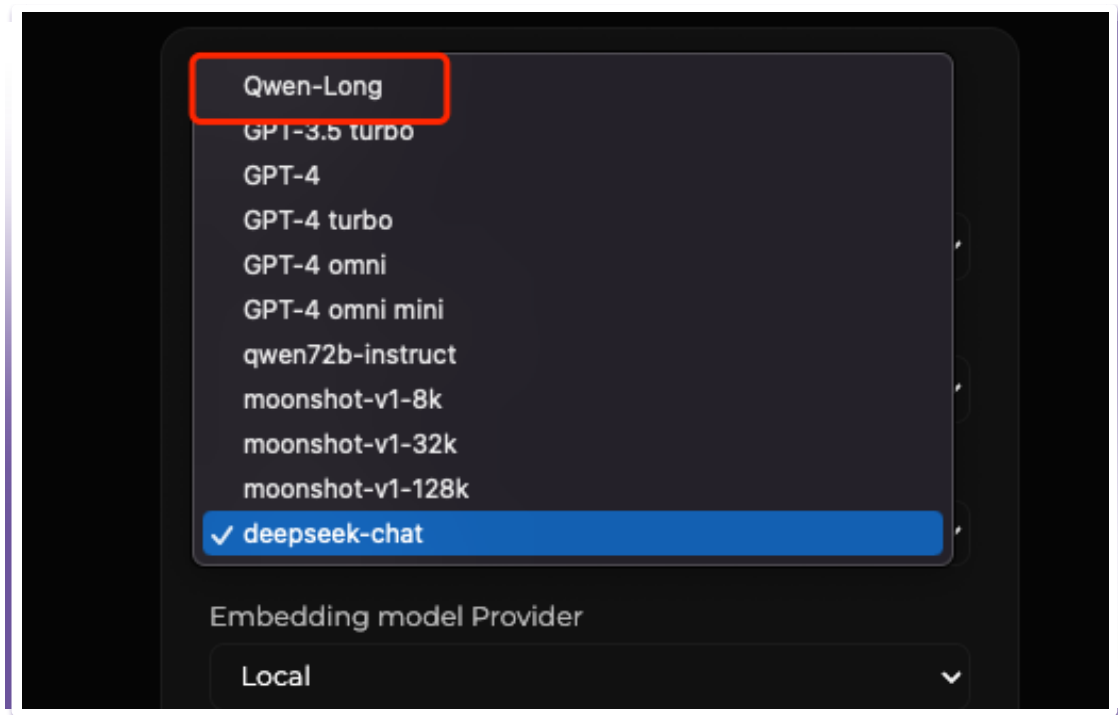 Qwen-Long
GPT-3.5 turbo
GPT-4
GPT-4 turbo
GPT-4 omni
GPT-4 omni mini
qwen72b-instruct
moonshot-v1-8k
moonshot-v1-32k
moonshot-v1-128k
✓ deepseek-chat
Embedding model Provider
Local